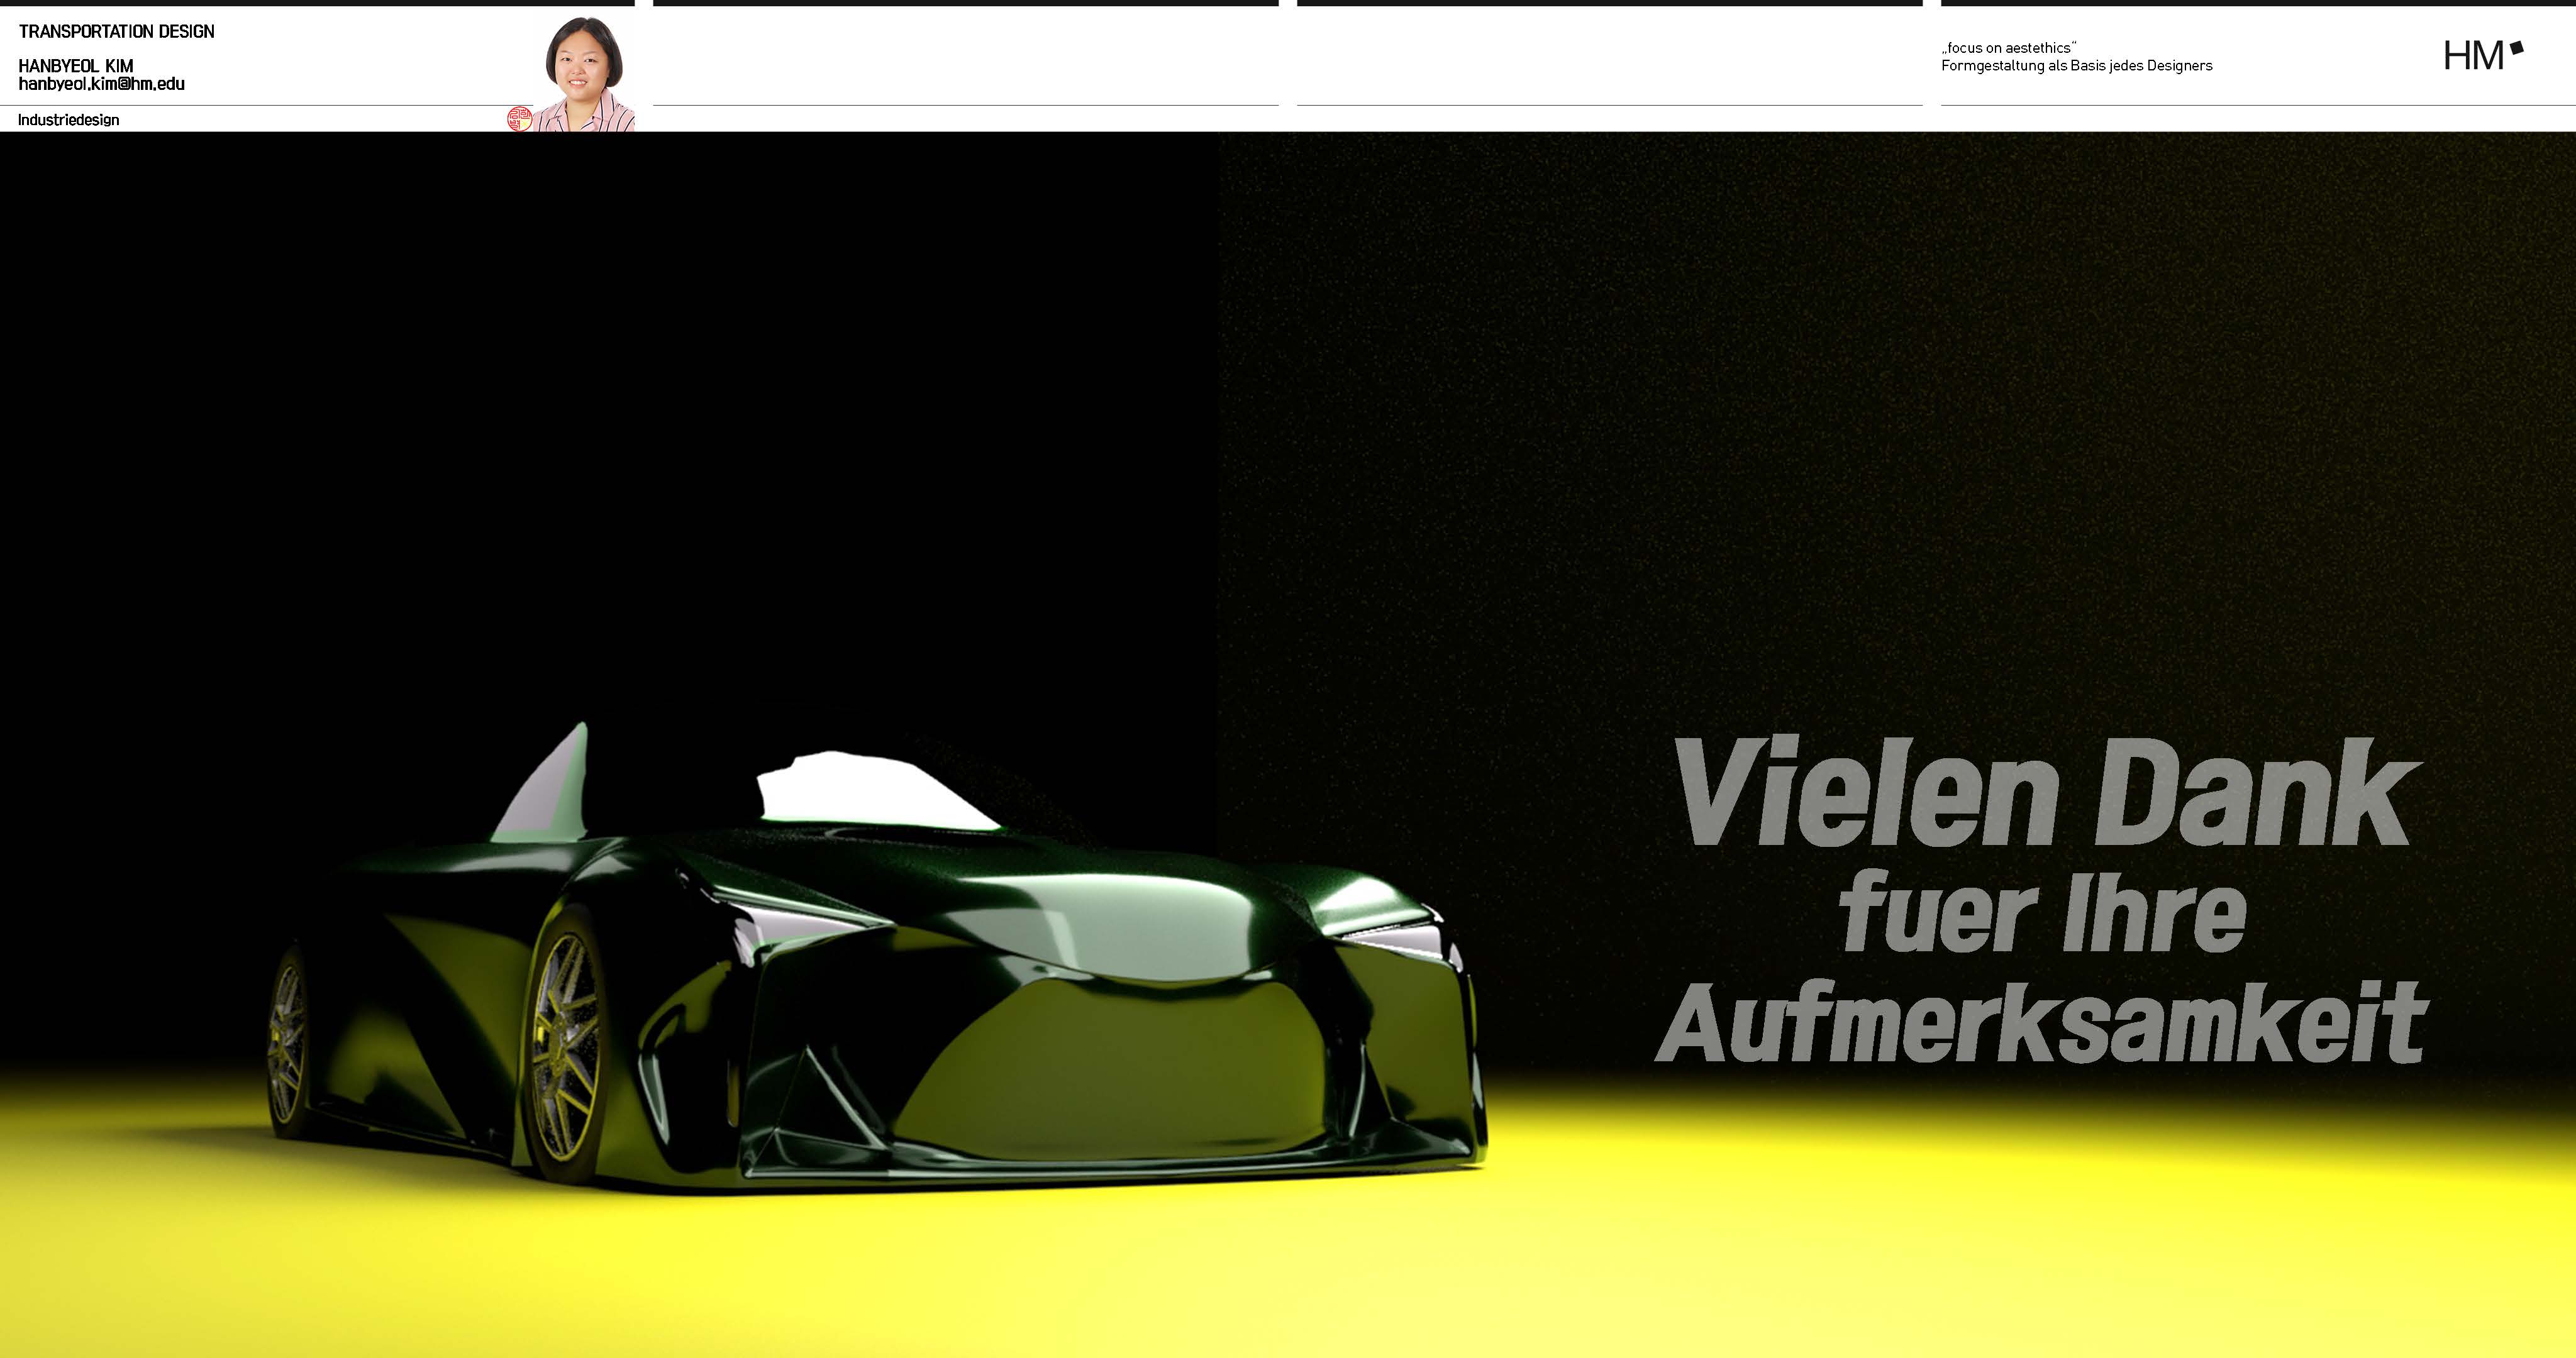 TRANSPORTATION DESIGN
HANBYEOL KIM
hanbyeol.kim@hm.edu
Industriedesign
„focus on aestethics“
Formgestaltung als Basis jedes Designers
HM
Vielen Dank
fuer Ihre
Aufmerksamkeit